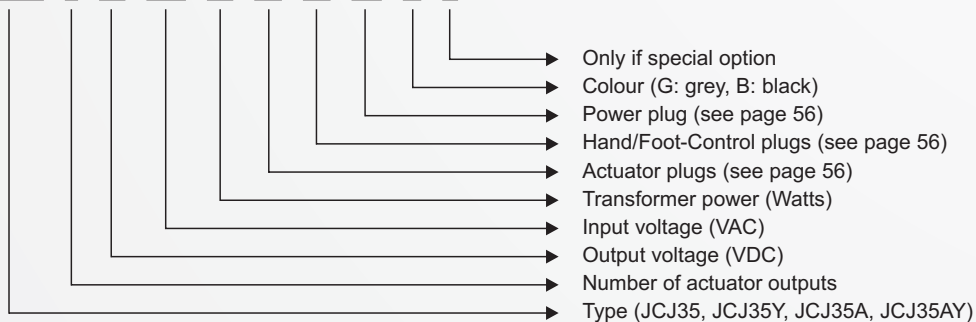 Only if special option
Colour (G: grey, B: black)
Power plug (see page 56)
Hand/Foot-Control plugs (see page 56)
Actuator plugs (see page 56)
Transformer power (Watts)
Input voltage (VAC)
Output voltage (VDC)
Number of actuator outputs
Type (JCJ35, JCJ35Y, JCJ35A, JCJ35AY)